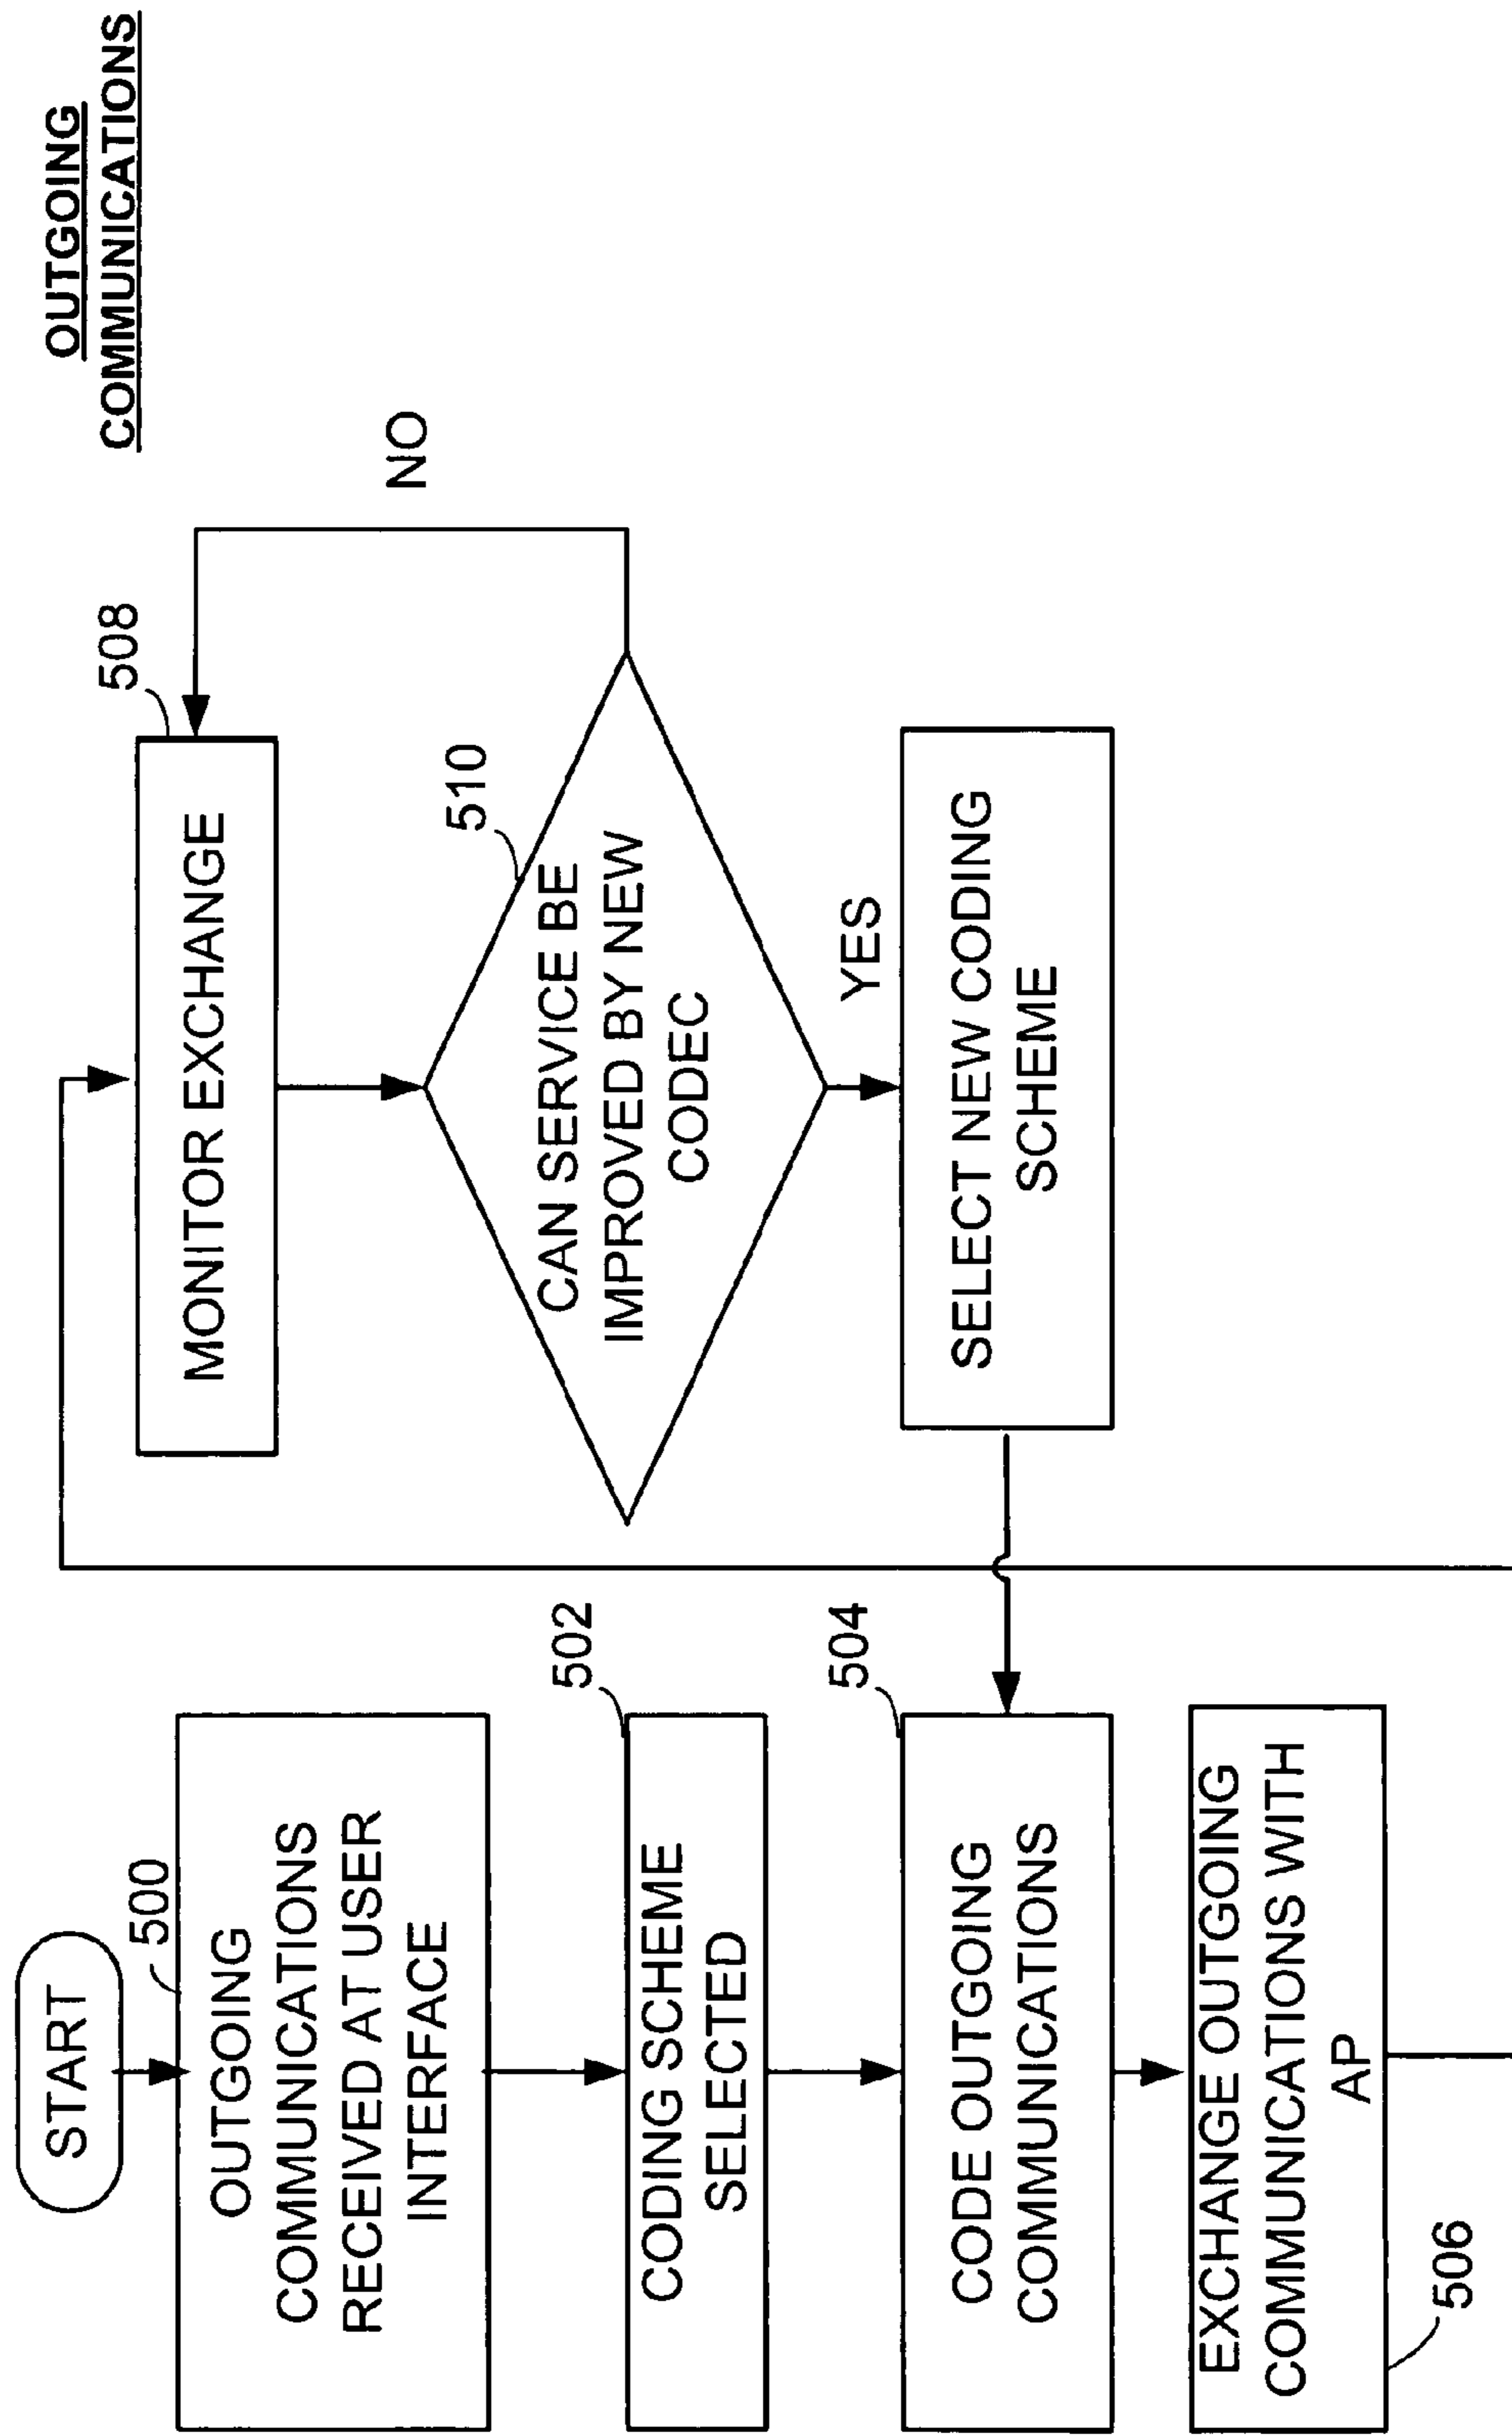 OUTGOING
COMMUNICATIONS
START
500
OUTGOING
COMMUNICATIONS
RECEIVED AT USER
INTERFACE
502
CODING SCHEME
SELECTED
504
CODE OUTGOING
COMMUNICATIONS
EXCHANGE OUTGOING
COMMUNICATIONS WITH
AP
506
508
MONITOR EXCHANGE
510
CAN SERVICE BE
IMPROVED BY NEW
CODEC
NO
YES
SELECT NEW CODING
SCHEME